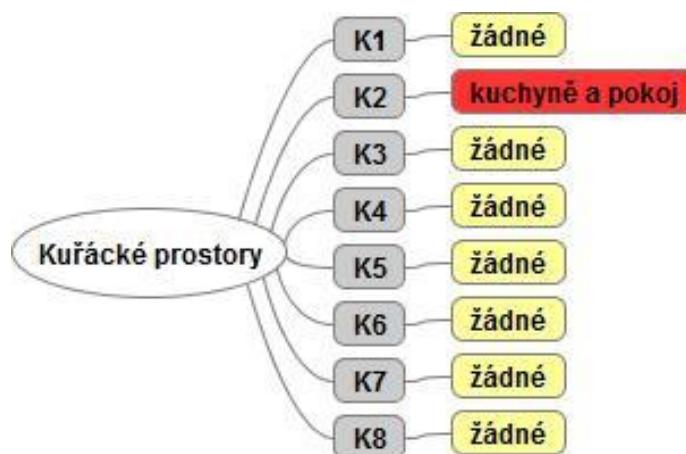 K1 žádné
K2 kuchyně a pokoj
K3 žádné
K4 žádné
Kuřácké prostory
K5 žádné
K6 žádné
K7 žádné
K8 žádné